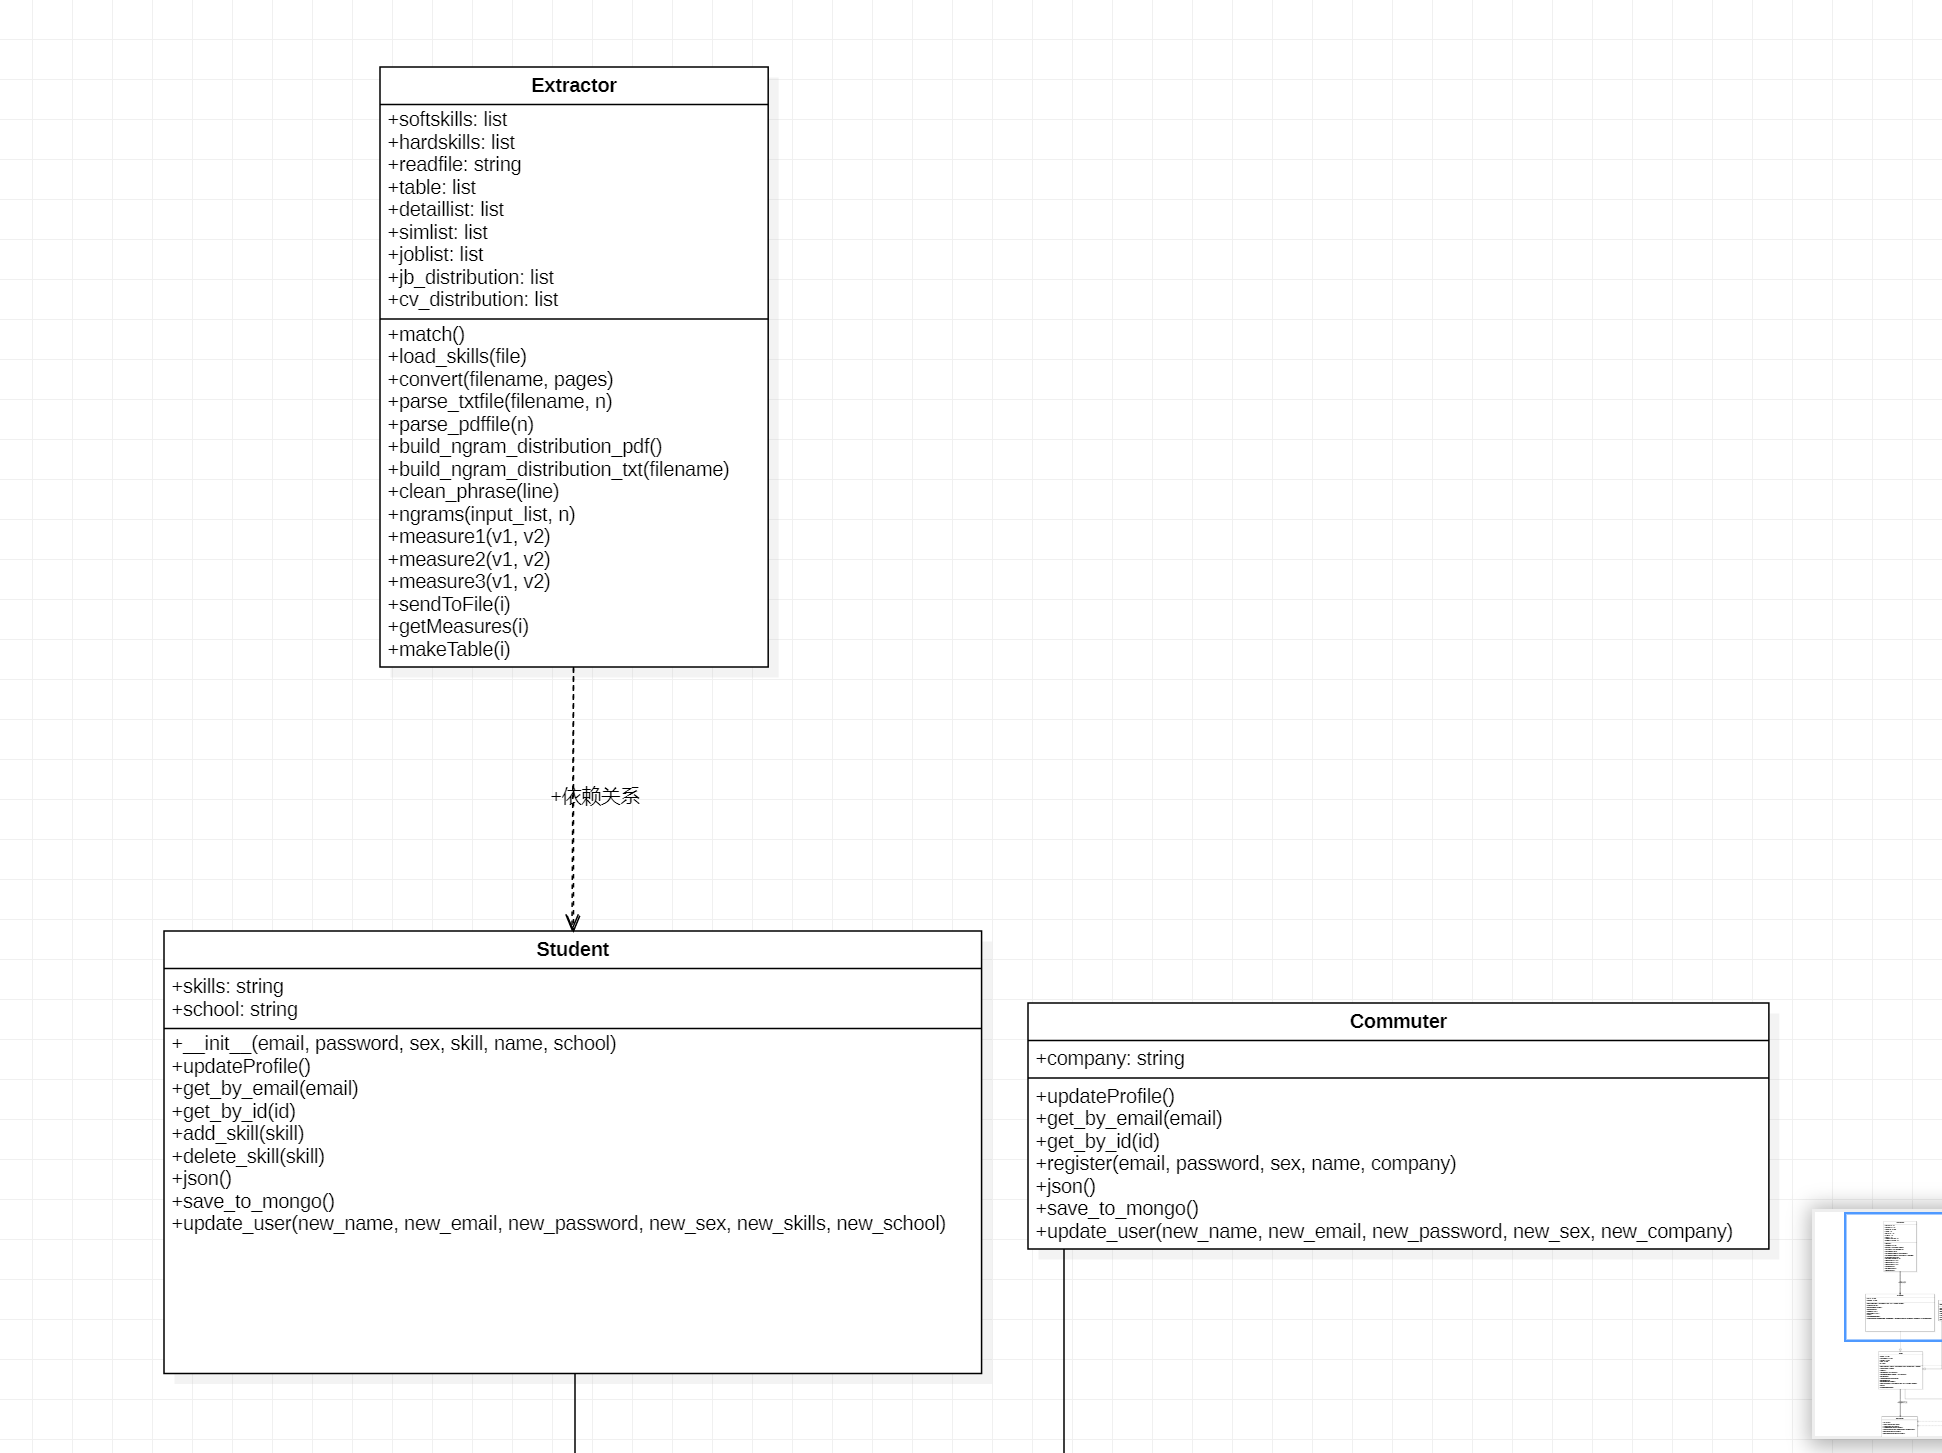 Extractor
+softskills: list
+hardskills: list
+readfile: string
+table: list
+detaillist: list
+simlist: list
+joblist: list
+jb_distribution: list
+cv_distribution: list
+match()
+load_skills(file)
+convert(filename, pages)
+parse_txtfile(filename, n)
+parse_pdffile(n)
+build_ngram_distribution_pdf()
+build_ngram_distribution_txt(filename)
+clean_phrase(line)
+ngrams(input_list, n)
+measure1(v1, v2)
+measure2(v1, v2)
+measure3(v1, v2)
+sendToFile(i)
+getMeasures(i)
+makeTable(i)
+依赖关系
Student
+skills: string
+school: string
+__init__(email, password, sex, skill, name, school)
+updateProfile()
+get_by_email(email)
+get_by_id(id)
+add_skill(skill)
+delete_skill(skill)
+json()
+save_to_mongo()
+update_user(new_name, new_email, new_password, new_sex, new_skills, new_school)
Commuter
+company: string
+updateProfile()
+get_by_email(email)
+get_by_id(id)
+register(email, password, sex, name, company)
+json()
+save_to_mongo()
+update_user(new_name, new_email, new_password, new_sex, new_company)